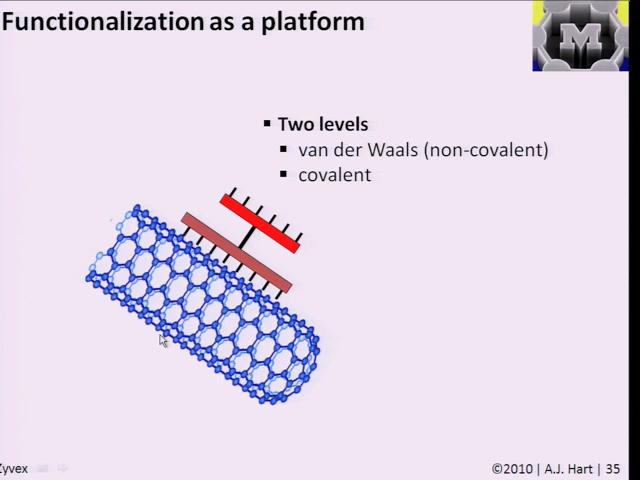 Functionalization as a platform
M
▪ Two levels
▪ van der Waals (non-covalent)
▪ covalent
Zyvex
©2010 | A.J. Hart | 35